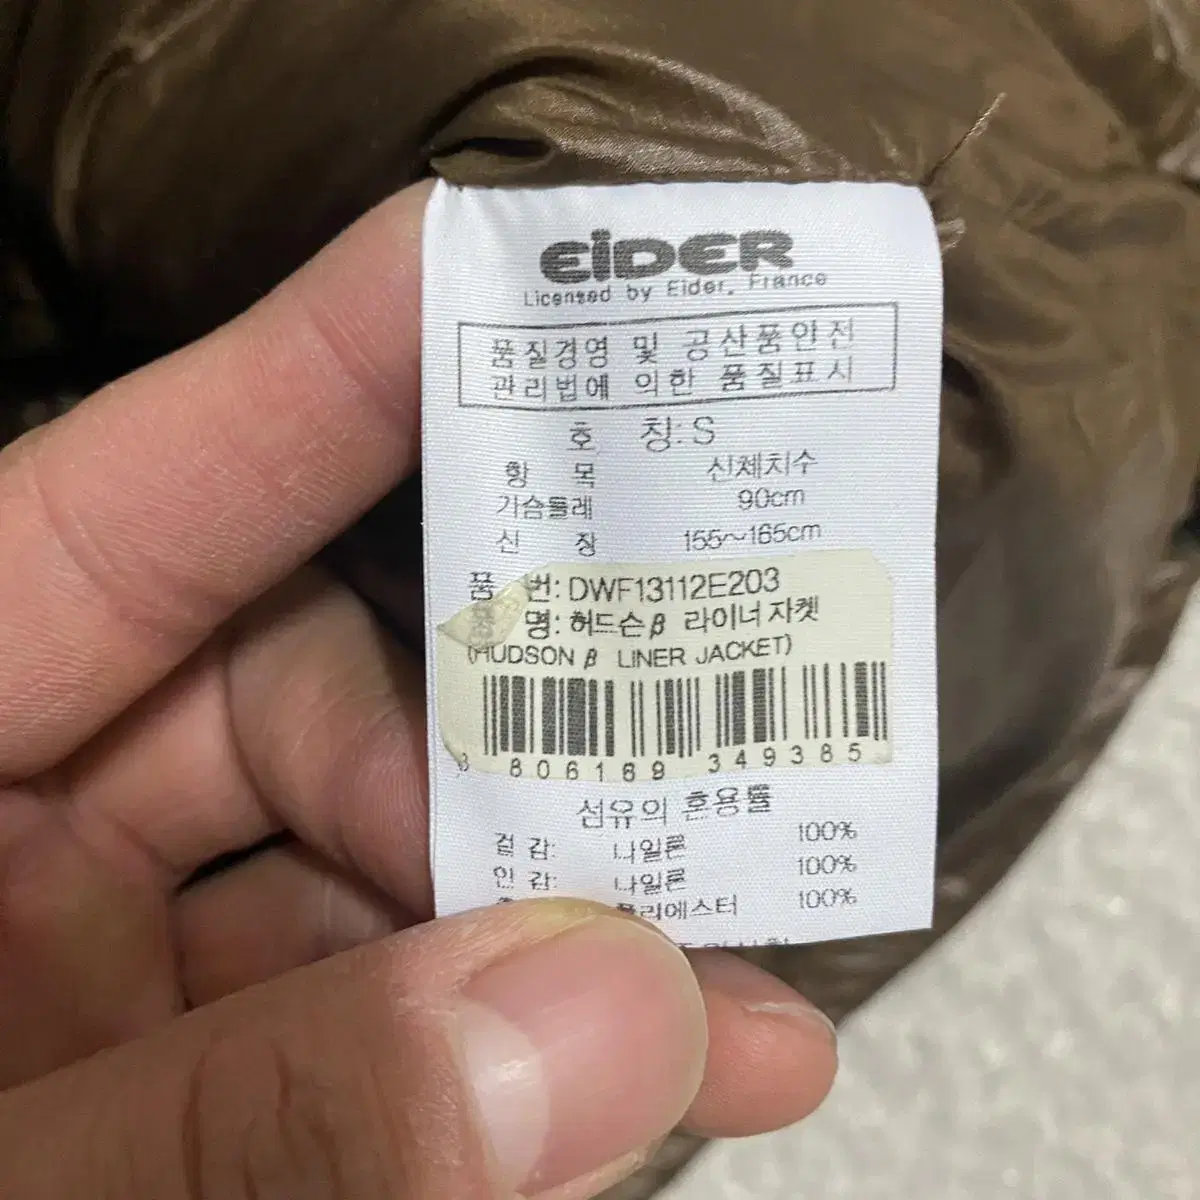 EiDER
Licensed by Eider, France
품질경영 및 공산품안전
관리법에 의한 품질표시
호 칭: S
항 목 신체치수
가슴둘레 90cm
신 장 155~165cm
품 번: DWF13112E203
품 명: 허드슨β 라이너자켓
(HUDSON β LINER JACKET)
8 806169 349385
섬유의 혼용률
겉 감: 나일론 100%
안 감: 나일론 100%
폴리에스터 100%